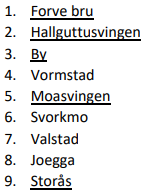 1. Forve bru
2. Hallguttusvingen
3. By
4. Vormstad
5. Moasvingen
6. Svorkmo
7. Valstad
8. Joegga
9. Storås